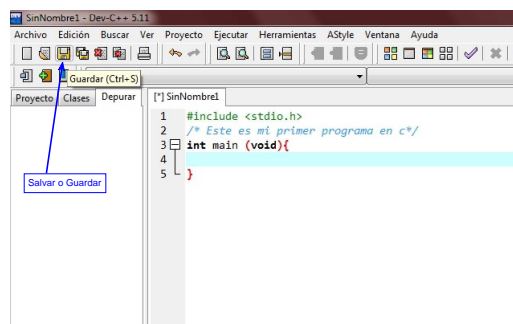 SinNombre1 - Dev-C++ 5.11
Archivo Edición Buscar Ver Proyecto Ejecutar Herramientas AStyle Ventana Ayuda
Guardar (Ctrl+S)
Proyecto Clases Depurar
[*] SinNombre1
1 #include <stdio.h>
2 /* Este es mi primer programa en c*/
3 int main (void){
4
5 }
Salvar o Guardar